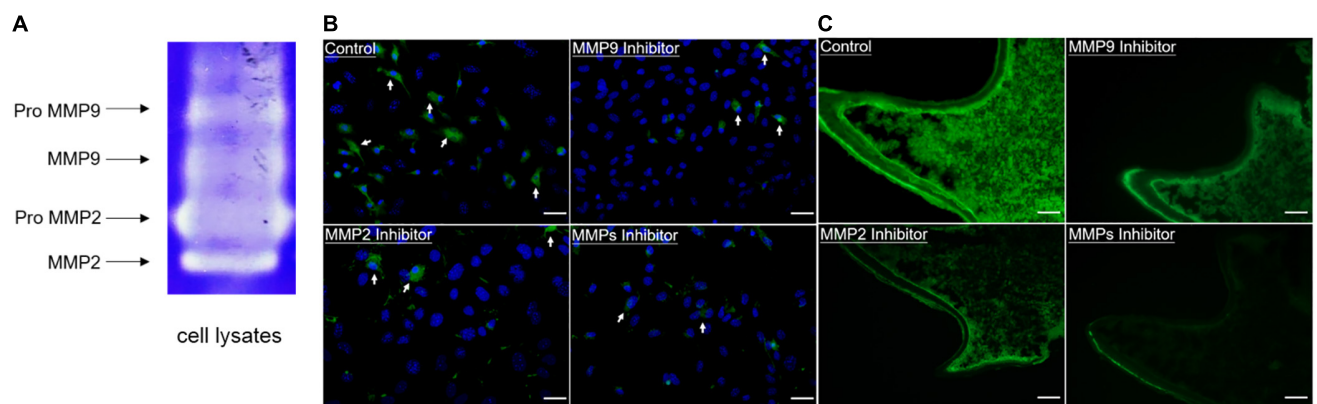 A
Pro MMP9
MMP9
Pro MMP2
MMP2
cell lysates
B
Control
MMP9 Inhibitor
MMP2 Inhibitor
MMPs Inhibitor
C
Control
MMP9 Inhibitor
MMP2 Inhibitor
MMPs Inhibitor